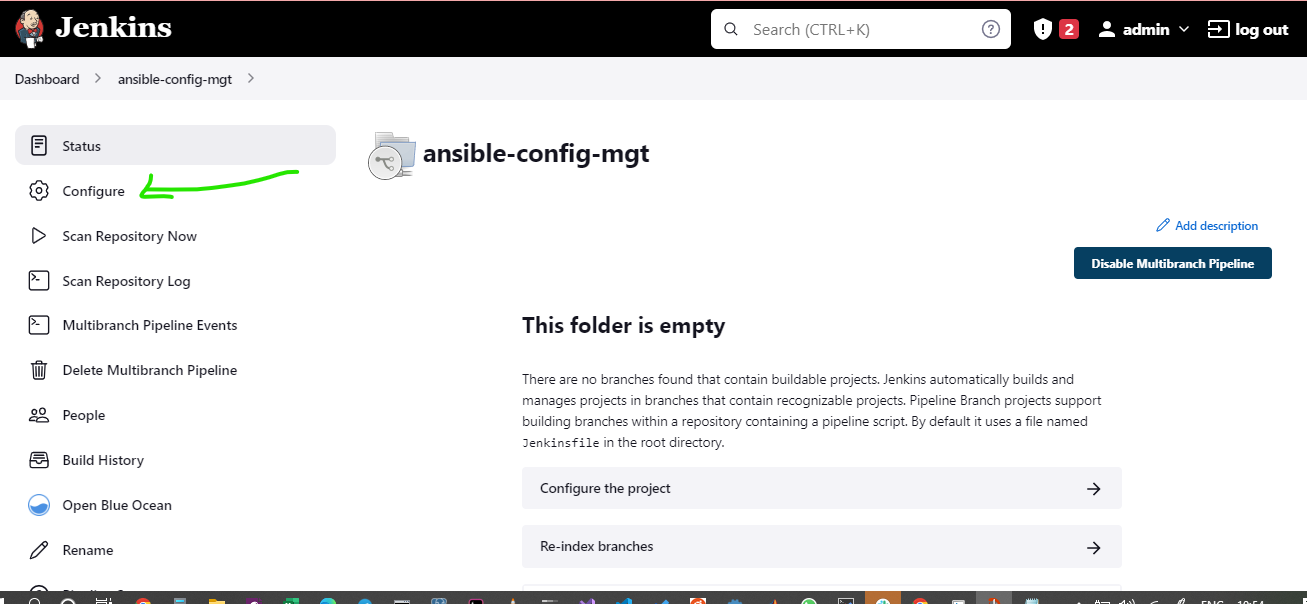 Jenkins
Search (CTRL+K)
2
admin
log out
Dashboard
ansible-config-mgt
Status
Configure
Scan Repository Now
Scan Repository Log
Multibranch Pipeline Events
Delete Multibranch Pipeline
People
Build History
Open Blue Ocean
Rename
ansible-config-mgt
Add description
Disable Multibranch Pipeline
This folder is empty
There are no branches found that contain buildable projects. Jenkins automatically builds and
manages projects in branches that contain recognizable projects. Pipeline Branch projects support
building branches within a repository containing a pipeline script. By default it uses a file named
Jenkinsfile in the root directory.
Configure the project
Re-index branches